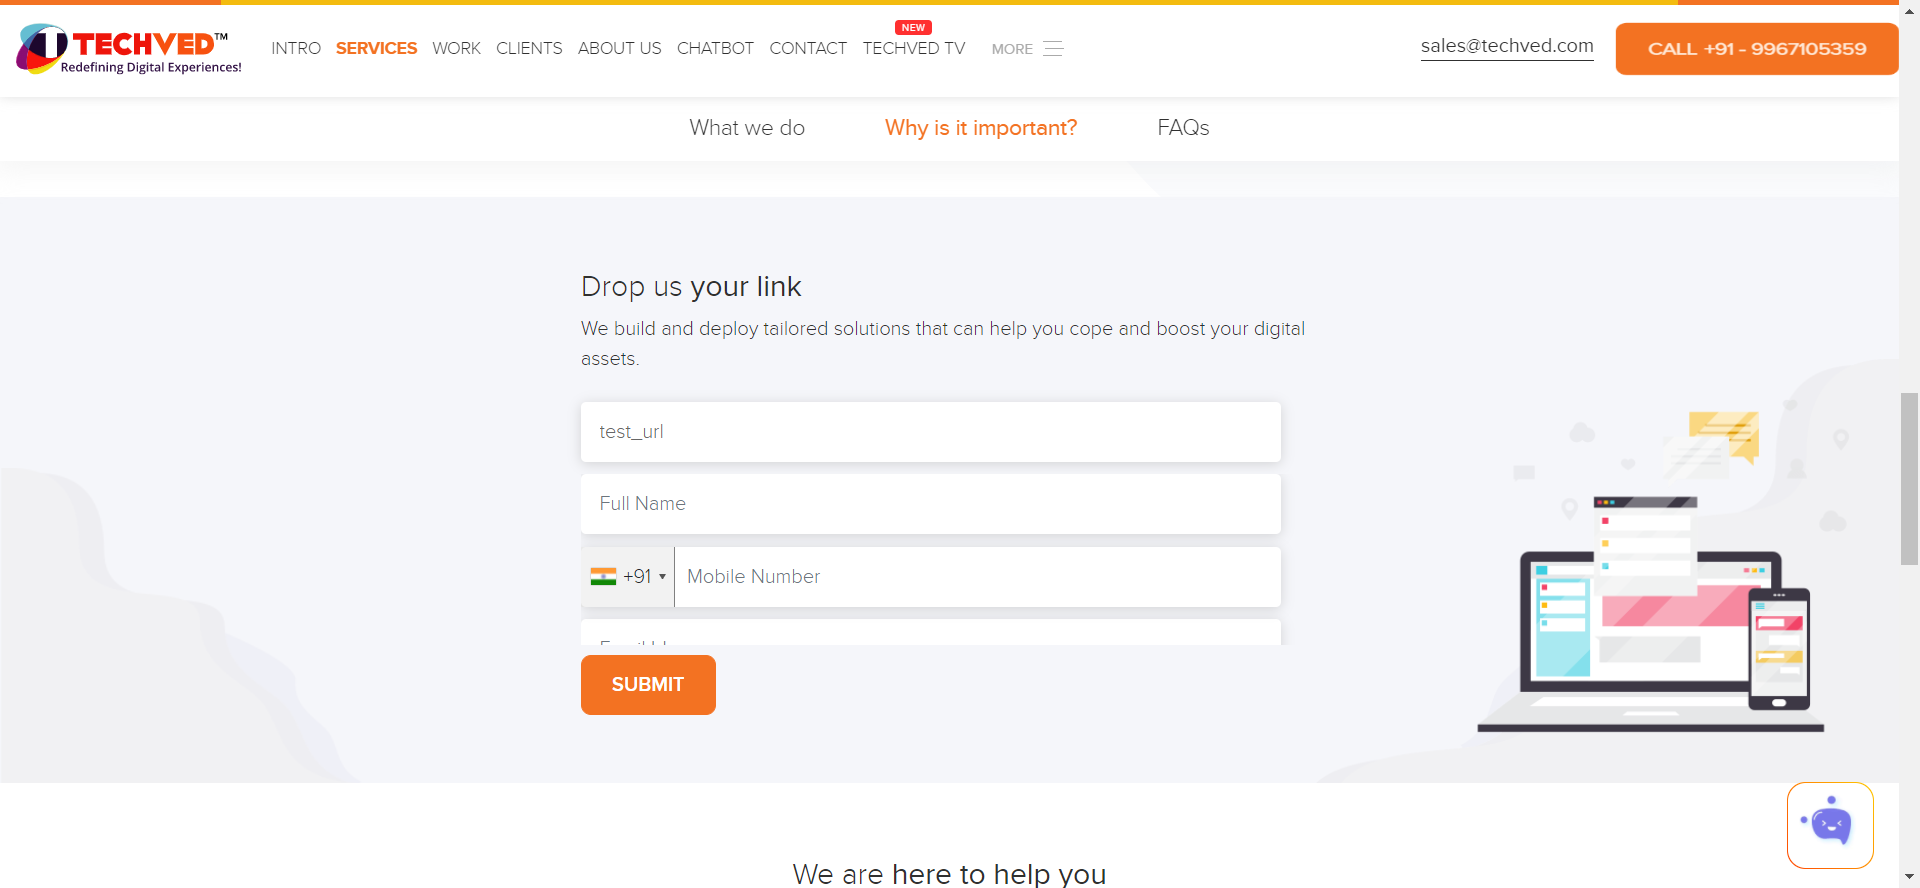 TECHVED™
Redefining Digital Experiences!
INTRO SERVICES WORK CLIENTS ABOUT US CHATBOT CONTACT TECHVED TV MORE
NEW
sales@techved.com
CALL +91 - 9967105359
What we do Why is it important? FAQs
Drop us your link
We build and deploy tailored solutions that can help you cope and boost your digital
assets.
test_url
Full Name
+91 Mobile Number
SUBMIT
We are here to help you